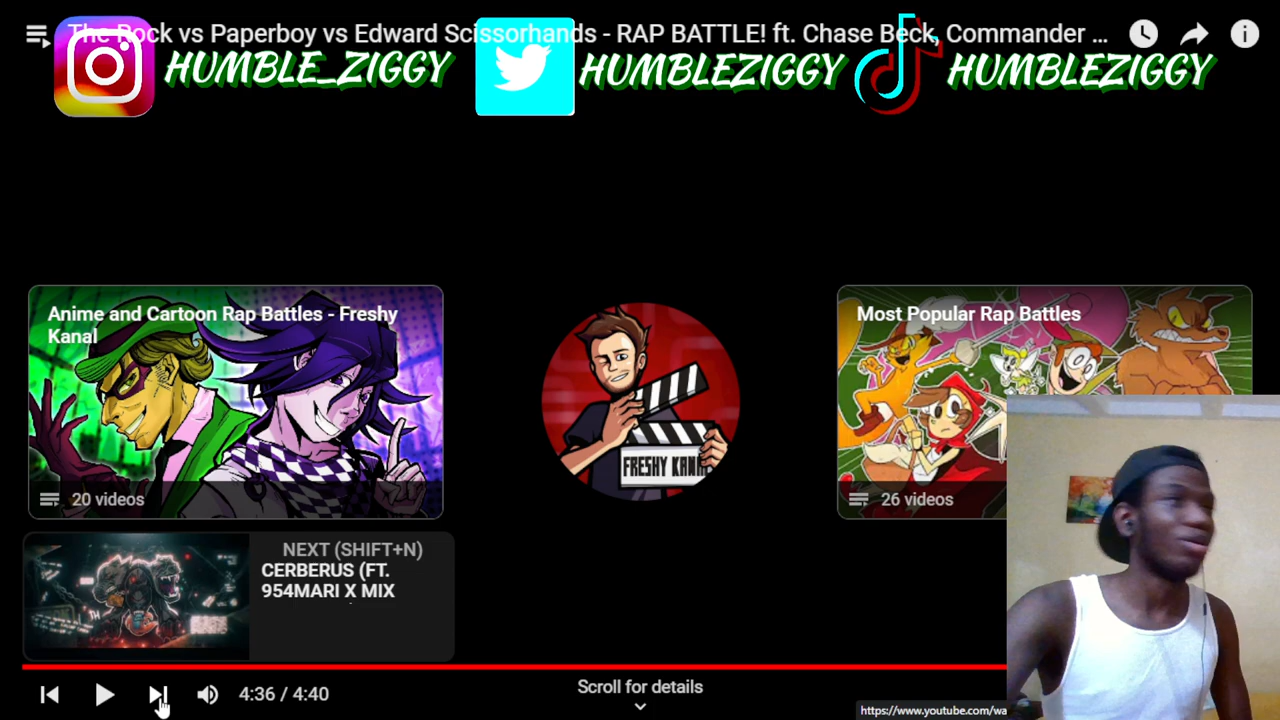 The Rock vs Paperboy vs Edward Scissorhands - RAP BATTLE! ft. Chase Beck, Commander ...
HUMBLE_ZIGGY
HUMBLEZIGGY
HUMBLEZIGGY
Anime and Cartoon Rap Battles - Freshy
Kanal
20 videos
FRESHY KANAL
Most Popular Rap Battles
26 videos
NEXT (SHIFT+N)
CERBERUS (FT.
954MARI X MIX
4:36 / 4:40
Scroll for details
https://www.youtube.com/wa